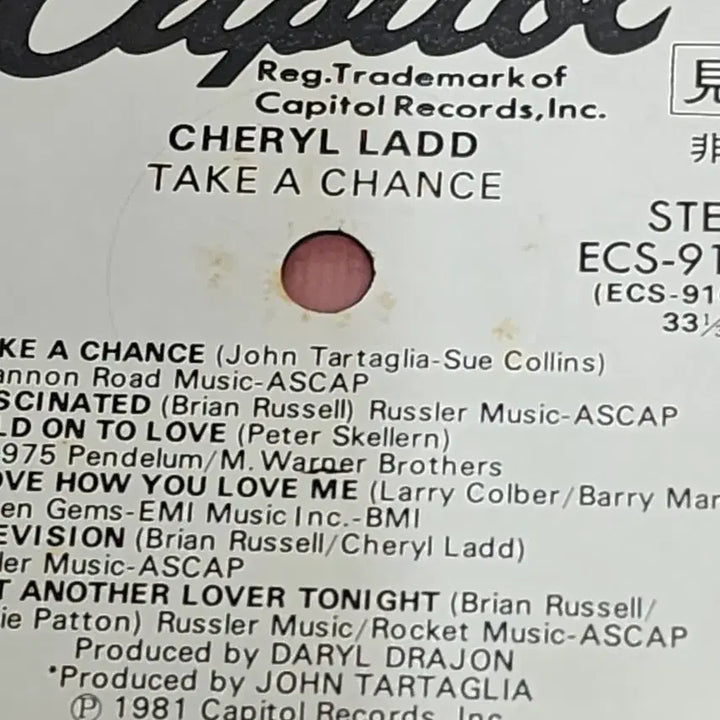 Capitol
Reg.Trademark of
Capitol Records,Inc.
見
非
CHERYL LADD
TAKE A CHANCE
STE
ECS-91
(ECS-91
33⅓
KE A CHANCE (John Tartaglia-Sue Collins)
annon Road Music-ASCAP
SCINATED (Brian Russell) Russler Music-ASCAP
LD ON TO LOVE (Peter Skellern)
975 Pendelum/M.Warner Brothers
OVE HOW YOU LOVE ME (Larry Colber/Barry Man
en Gems-EMI Music Inc.-BMI
EVISION (Brian Russell/Cheryl Ladd)
ler Music-ASCAP
T ANOTHER LOVER TONIGHT (Brian Russell/
ie Patton) Russler Music/Rocket Music-ASCAP
Produced by DARYL DRAJON
*Produced by JOHN TARTAGLIA
Ⓟ 1981 Capitol Records, Inc.